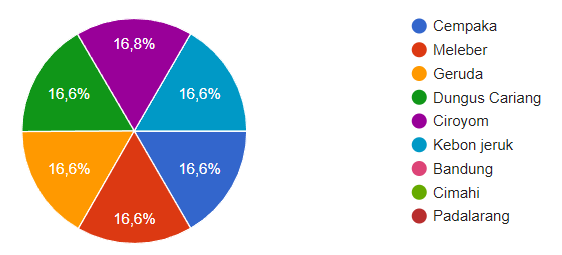 16,8%
16,6%
16,6%
16,6%
16,6%
16,6%
Cempaka
Meleber
Geruda
Dungus Cariang
Ciroyom
Kebon jeruk
Bandung
Cimahi
Padalarang